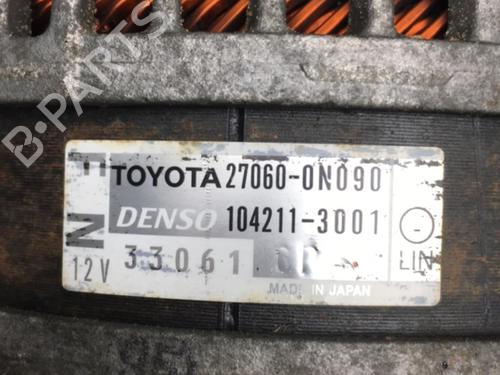 B-PARTS
TOYOTA 27060-0N090
DENSO 104211-3001
12V 33061
LIN
MADE IN JAPAN